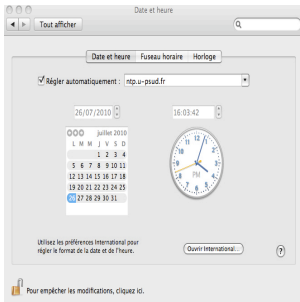 Date et heure
Tout afficher
Date et heure Fuseau horaire Horloge
Régler automatiquement : ntp.u-psud.fr
26/07/2010 16:03:42
juillet 2010
L M M J V S D
1 2 3 4
5 6 7 8 9 10 11
12 13 14 15 16 17 18
19 20 21 22 23 24 25
26 27 28 29 30 31
12
11 1
10 2
9 3
8 4
7 5
6
PM
Utilisez les préférences International pour
régler le format de la date et de l'heure.
Ouvrir International...
?
Pour empêcher les modifications, cliquez ici.